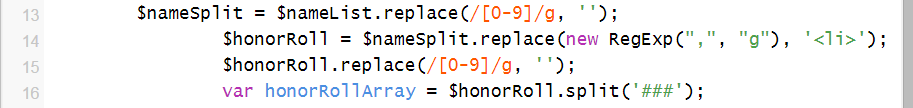 13 $nameSplit = $nameList.replace(/[0-9]/g, '');
14 $honorRoll = $nameSplit.replace(new RegExp(",", "g"), '<li>');
15 $honorRoll.replace(/[0-9]/g, '');
16 var honorRollArray = $honorRoll.split('###');